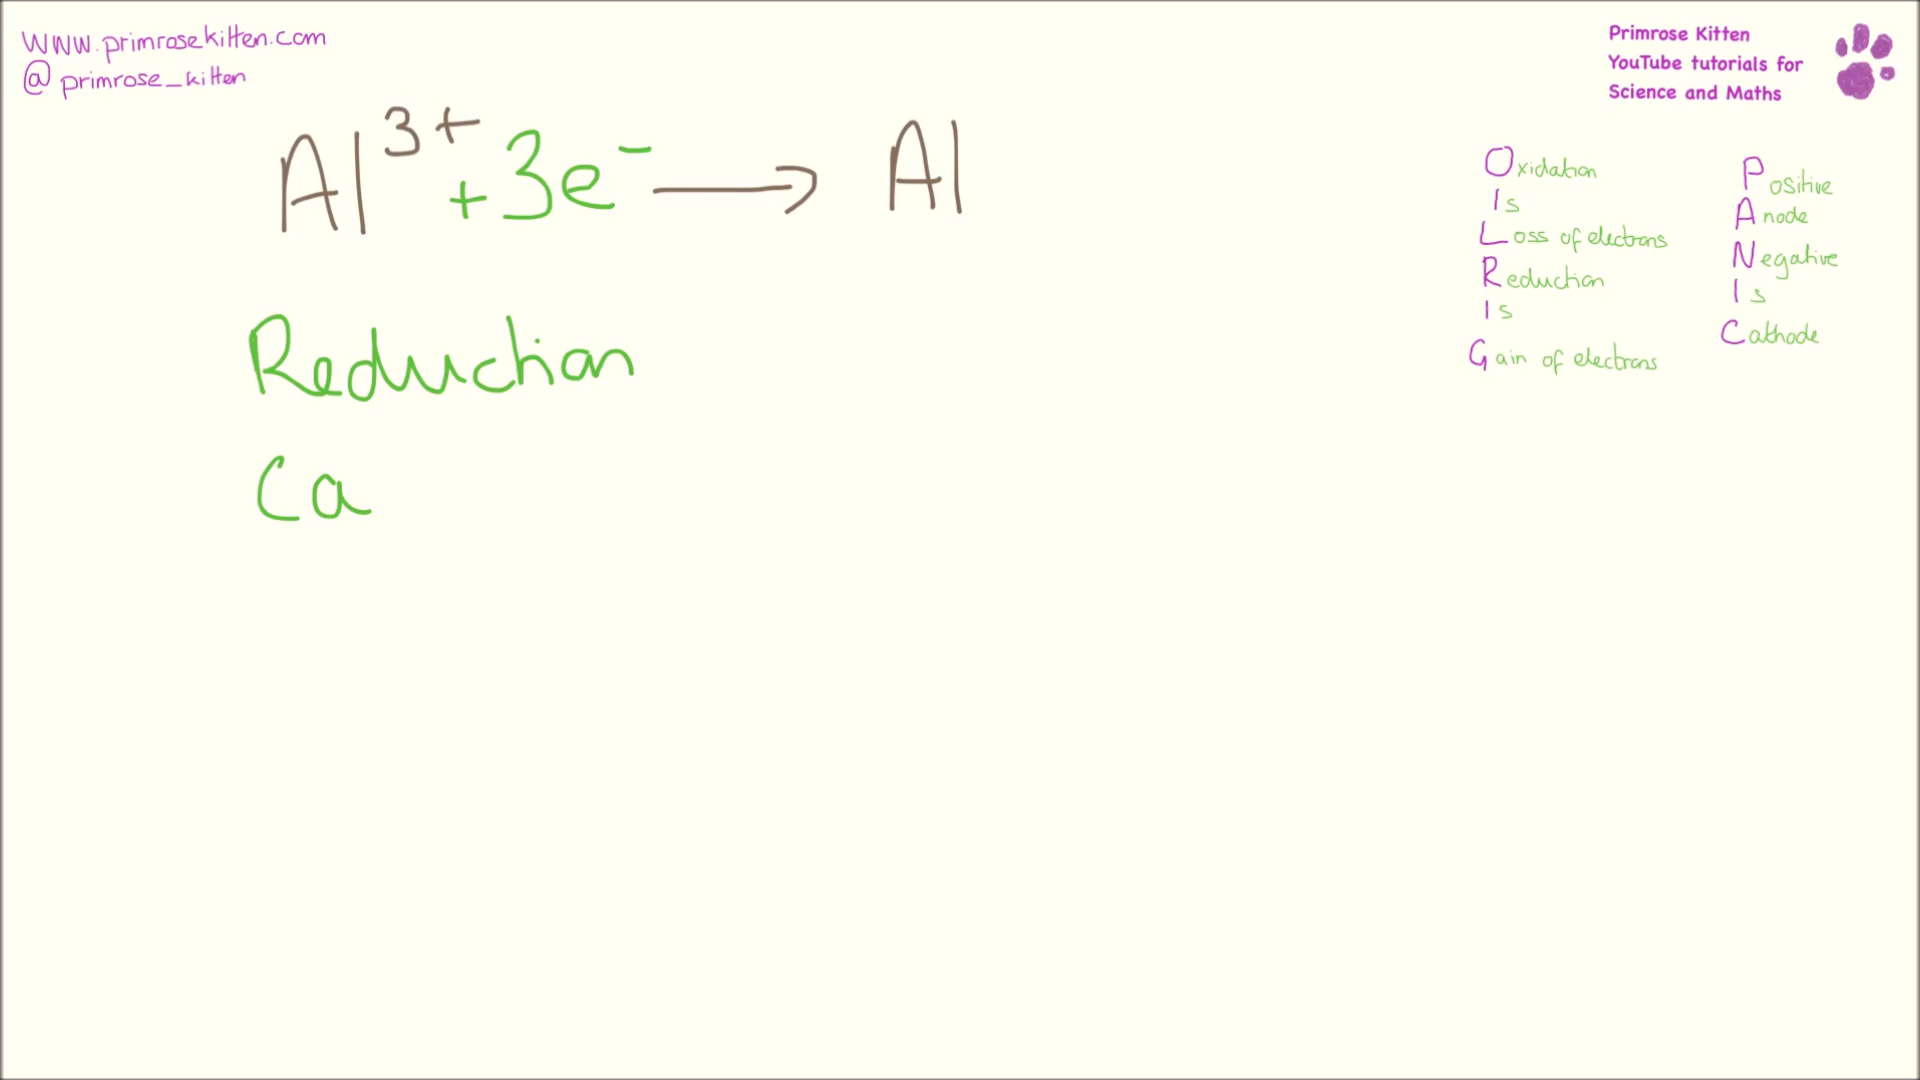 www.primrosekitten.com
@primrose_kitten
Primrose Kitten
YouTube tutorials for
Science and Maths
Al³⁺ + 3e⁻ → Al
Reduction
Ca
Oxidation
Is
Loss of electrons
Reduction
Is
Gain of electrons
Positive
Anode
Negative
Is
Cathode